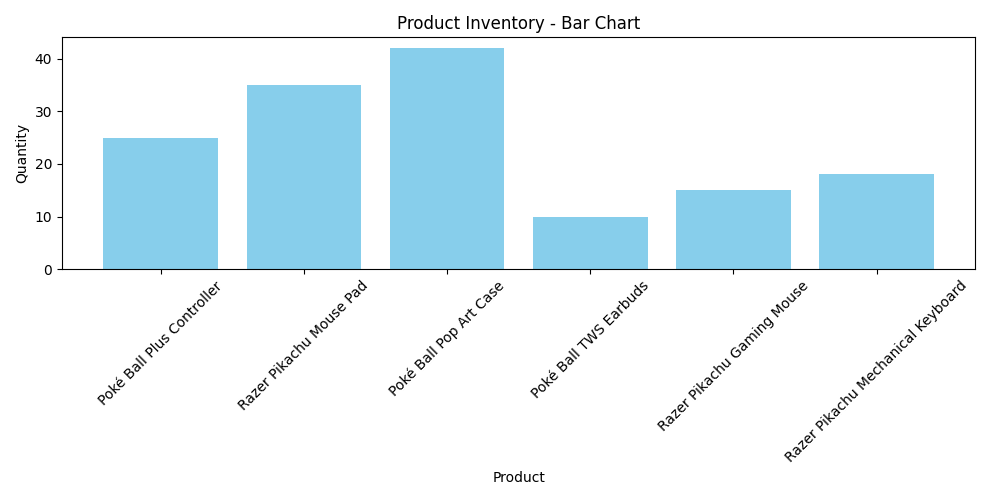 Product Inventory - Bar Chart
Quantity
40
30
20
10
0
Poké Ball Plus Controller
Razer Pikachu Mouse Pad
Poké Ball Pop Art Case
Poké Ball TWS Earbuds
Razer Pikachu Gaming Mouse
Razer Pikachu Mechanical Keyboard
Product